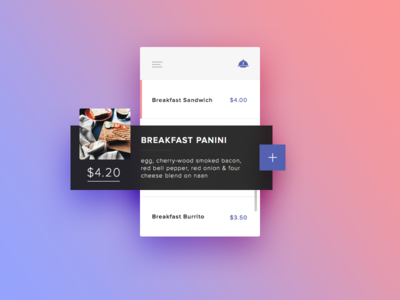 Breakfast Sandwich $4.00
BREAKFAST PANINI
egg, cherry-wood smoked bacon,
red bell pepper, red onion & four
cheese blend on naan
$4.20
+
Breakfast Burrito $3.50